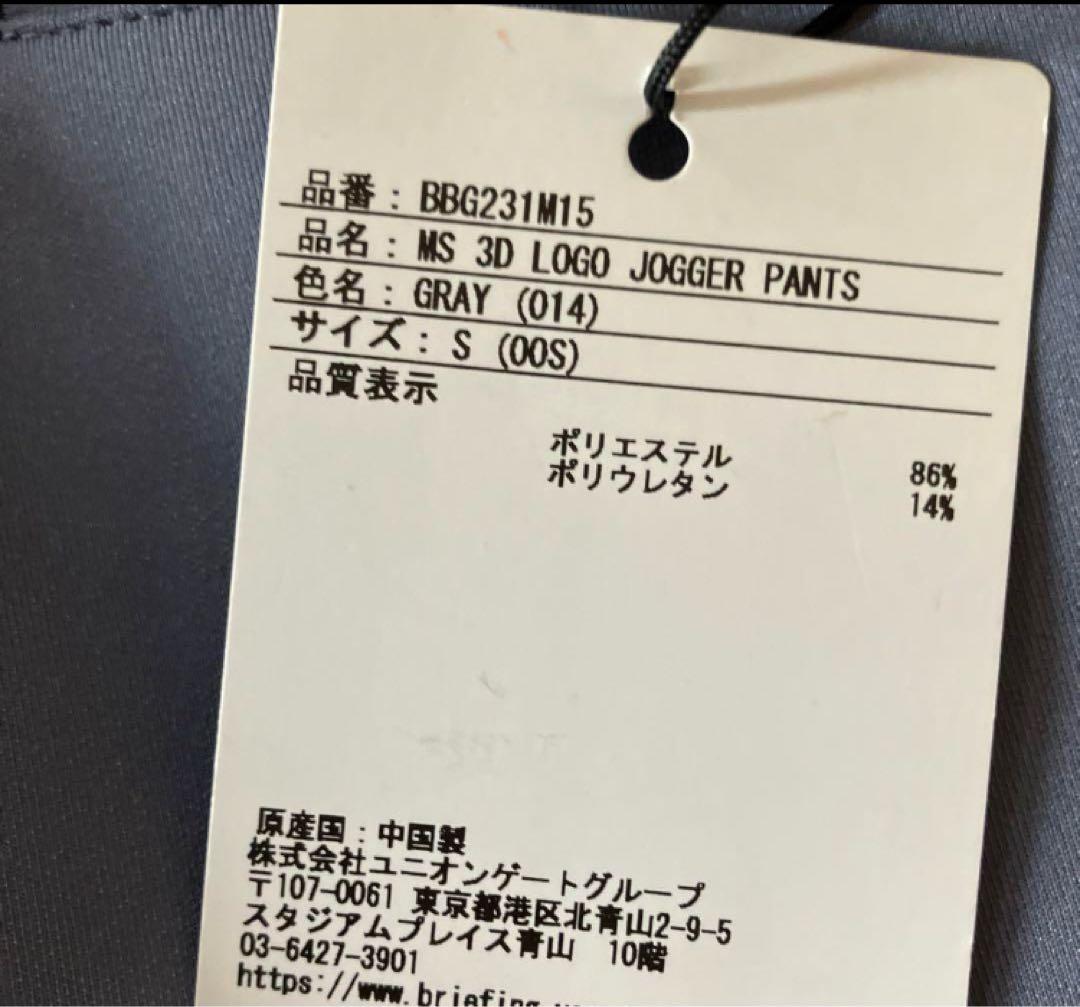 品番：BBG231M15
品名：MS 3D LOGO JOGGER PANTS
色名：GRAY (014)
サイズ：S (00S)
品質表示
ポリエステル 86%
ポリウレタン 14%
原産国：中国製
株式会社ユニオンゲートグループ
〒107-0061 東京都港区北青山2-9-5
スタジアムプレイス青山 10階
03-6427-3901
https://www.briefing